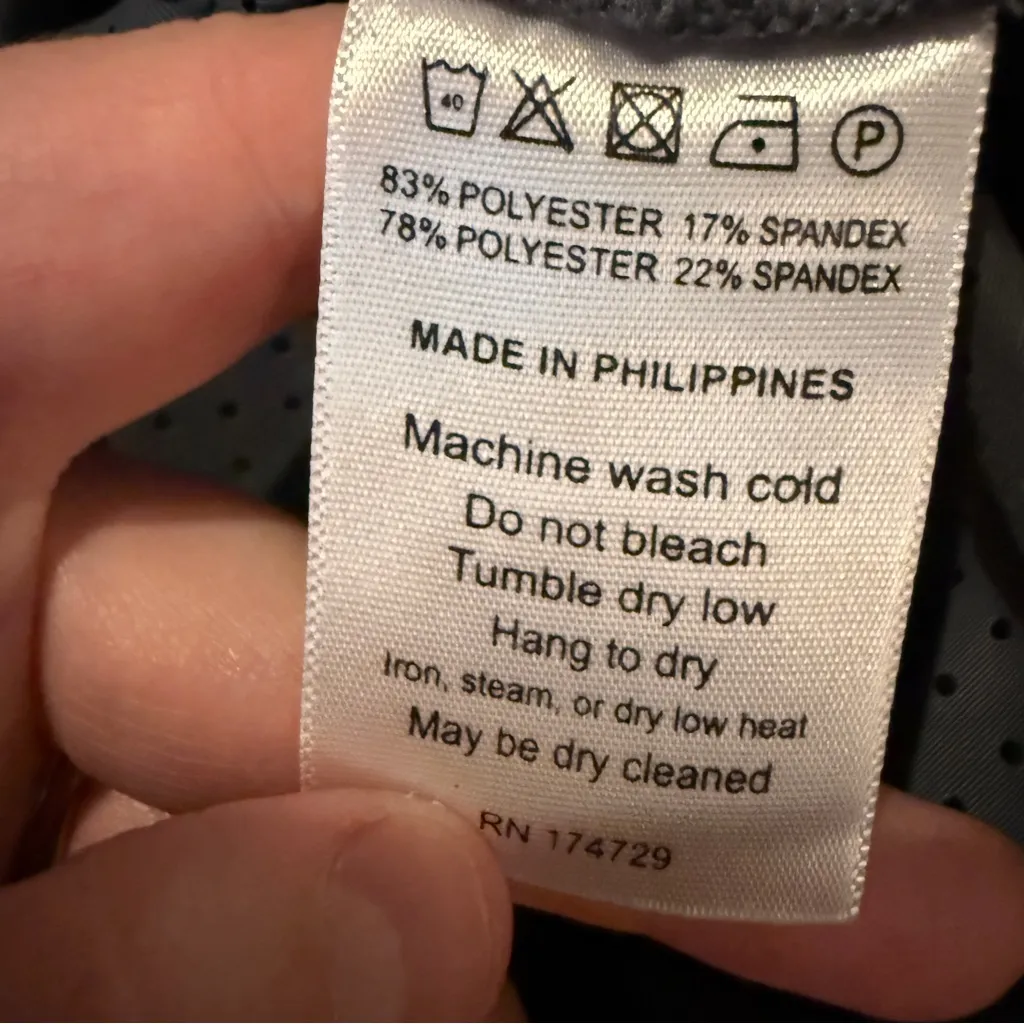 40 P
83% POLYESTER 17% SPANDEX
78% POLYESTER 22% SPANDEX
MADE IN PHILIPPINES
Machine wash cold
Do not bleach
Tumble dry low
Hang to dry
Iron, steam, or dry low heat
May be dry cleaned
RN 174729